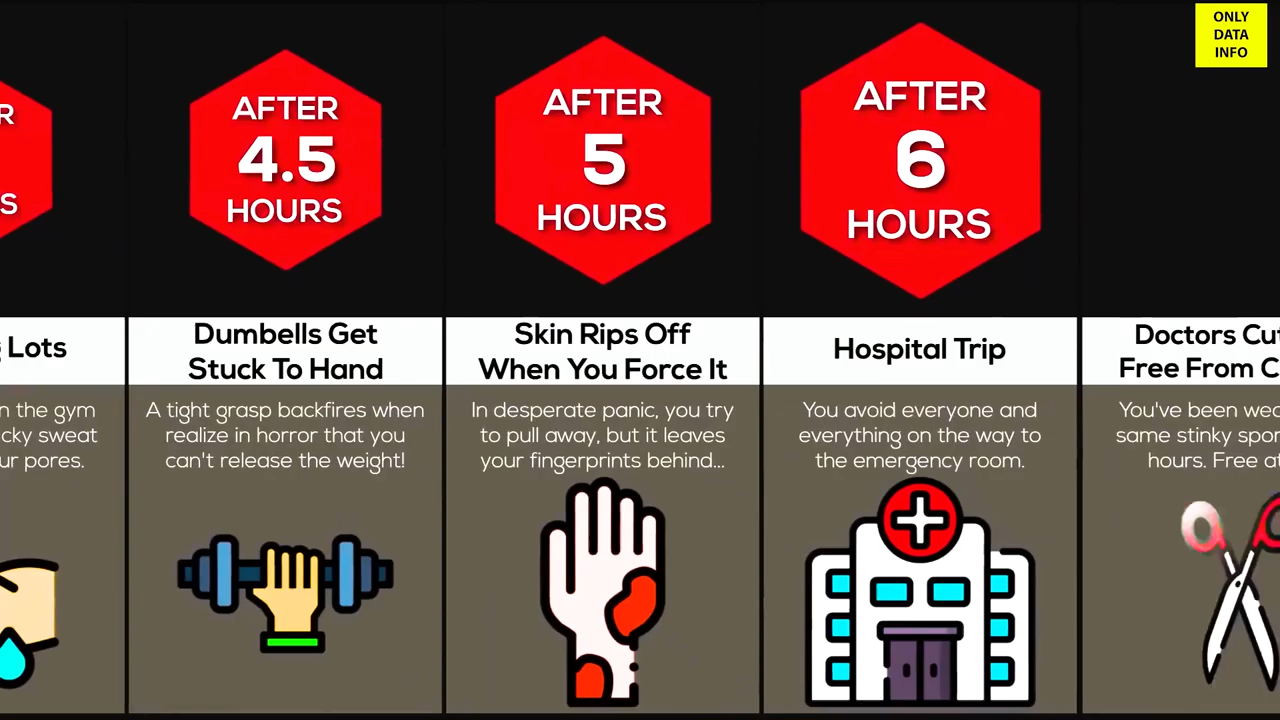 ONLY
DATA
INFO
AFTER
4.5
HOURS
Dumbells Get
Stuck To Hand
A tight grasp backfires when
realize in horror that you
can't release the weight!
AFTER
5
HOURS
Skin Rips Off
When You Force It
In desperate panic, you try
to pull away, but it leaves
your fingerprints behind...
AFTER
6
HOURS
Hospital Trip
You avoid everyone and
everything on the way to
the emergency room.
Lots
the gym
sweat
pores.
Doctors
Free From
You've been
same stinky
hours. Free